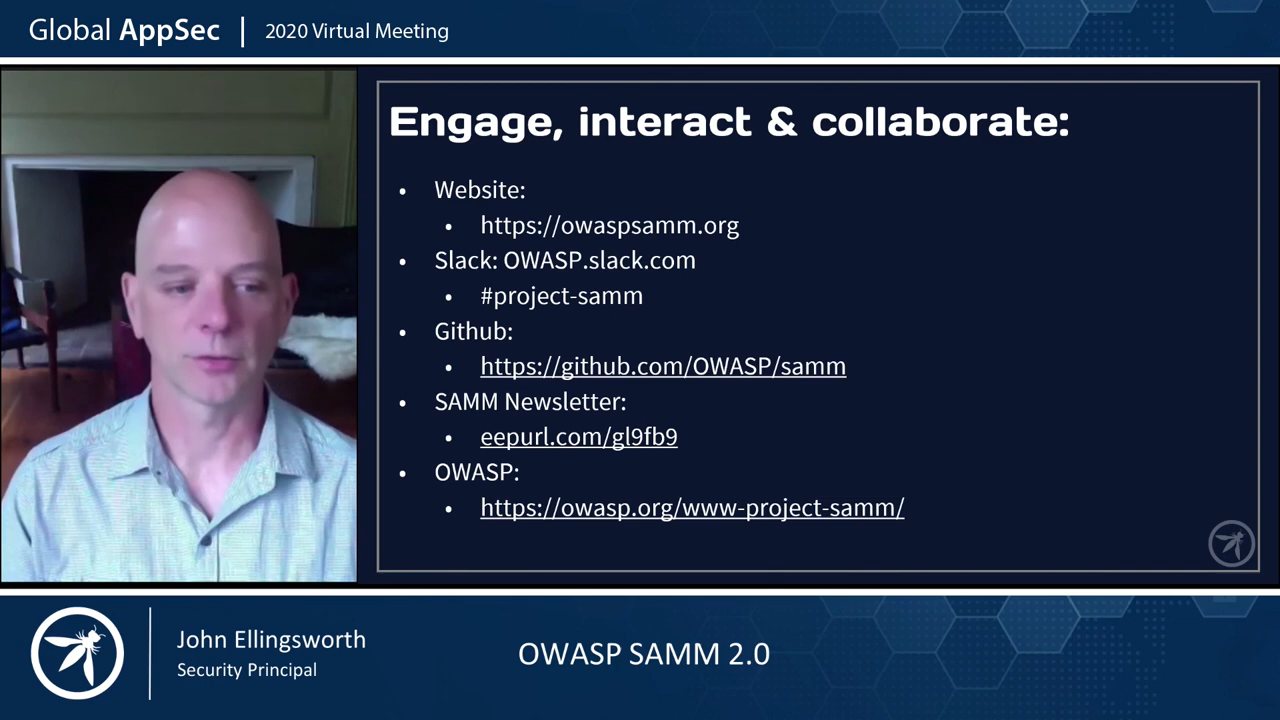 Global AppSec | 2020 Virtual Meeting
Engage, interact & collaborate:
• Website:
• https://owaspsamm.org
• Slack: OWASP.slack.com
• #project-samm
• Github:
• https://github.com/OWASP/samm
• SAMM Newsletter:
• eepurl.com/gl9fb9
• OWASP:
• https://owasp.org/www-project-samm/
John Ellingsworth
Security Principal
OWASP SAMM 2.0